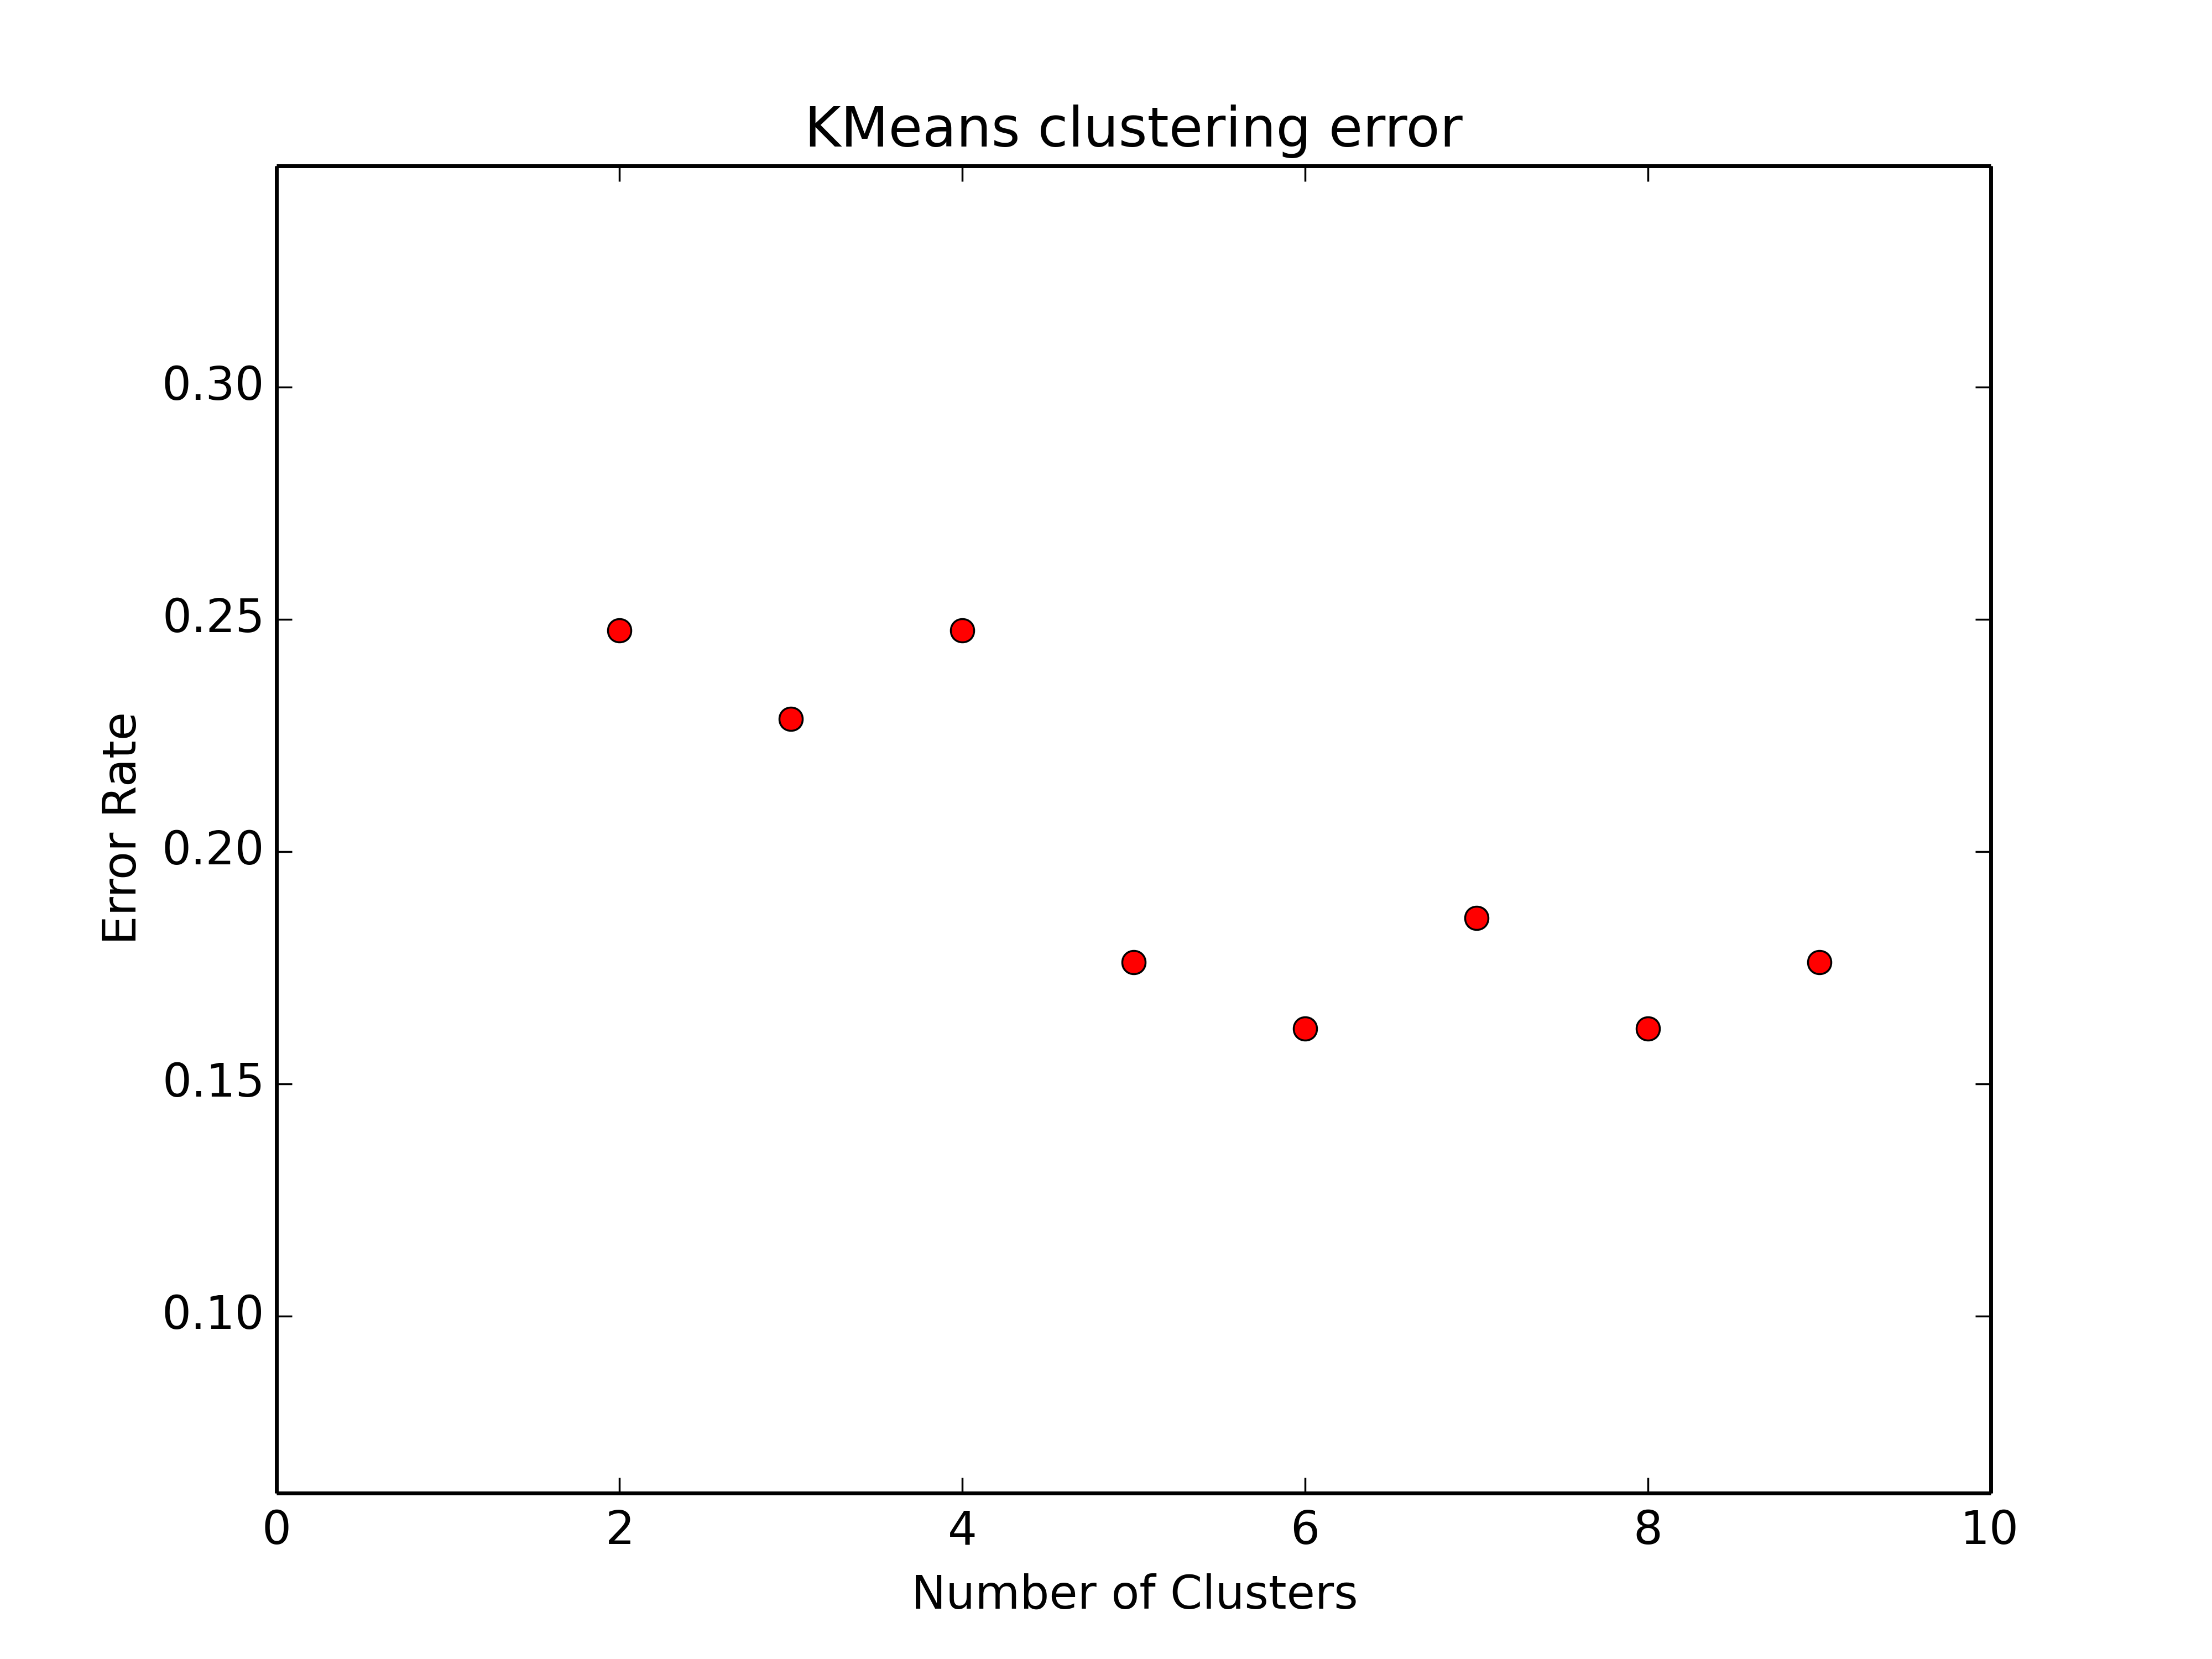 KMeans clustering error
0.30
0.25
0.20
0.15
0.10
Error Rate
0 2 4 6 8 10
Number of Clusters